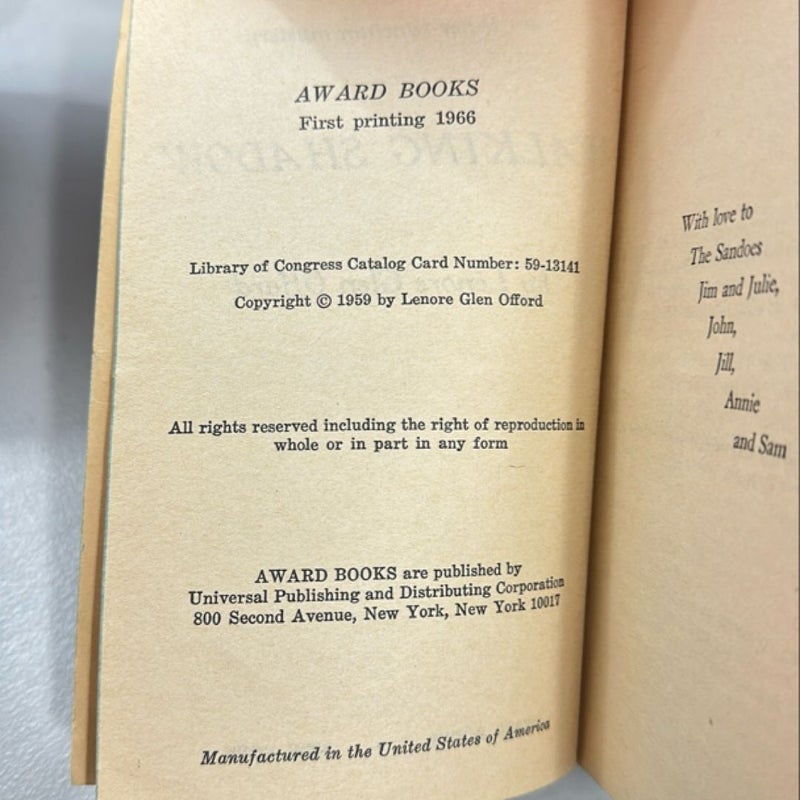 AWARD BOOKS
First printing 1966
Library of Congress Catalog Card Number: 59-13141
Copyright © 1959 by Lenore Glen Offord
All rights reserved including the right of reproduction in
whole or in part in any form
AWARD BOOKS are published by
Universal Publishing and Distributing Corporation
800 Second Avenue, New York, New York 10017
Manufactured in the United States of America
With love to
The Sandoes
Jim and Julie,
John,
Jill,
Annie
and Sam